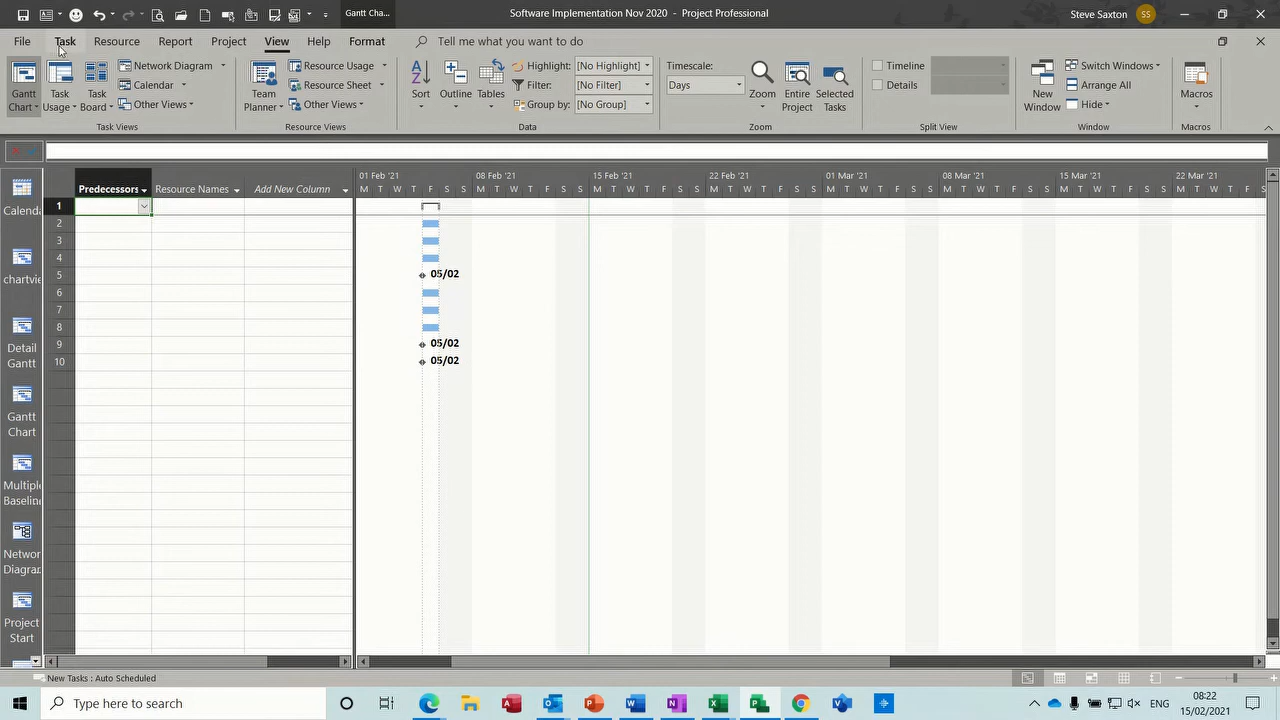 Gantt Cha...
Software Implementation Nov 2020 - Project Professional
Steve Saxton
SS
File
Task
Resource
Report
Project
View
Help
Format
Tell me what you want to do
Gantt Chart
Task Usage
Task Board
Network Diagram
Calendar
Other Views
Task Views
Team Planner
Resource Usage
Resource Sheet
Other Views
Resource Views
Sort
Outline
Tables
Highlight: [No Highlight]
Filter: [No Filter]
Group by: [No Group]
Data
Timescale:
Days
Zoom
Entire Project
Selected Tasks
Zoom
Timeline
Details
Split View
New Window
Switch Windows
Arrange All
Hide
Window
Macros
Macros
Predecessors
Resource Names
Add New Column
01 Feb '21
08 Feb '21
15 Feb '21
22 Feb '21
01 Mar '21
08 Mar '21
15 Mar '21
22 Mar '21
M T W T F S S M T W T F S S M T W T F S S M T W T F S S M T W T F S S M T W T F S S M T W T F S S M T W T F S
1
2
3
4
5 05/02
6
7
8
9 05/02
10 05/02
Calenda
chartvie
Detail
Gantt
Gantt
Chart
Multiple
Baselin
Networ
Diagra
Project
Start
New Tasks : Auto Scheduled
Type here to search
ENG
08:22
15/02/2021